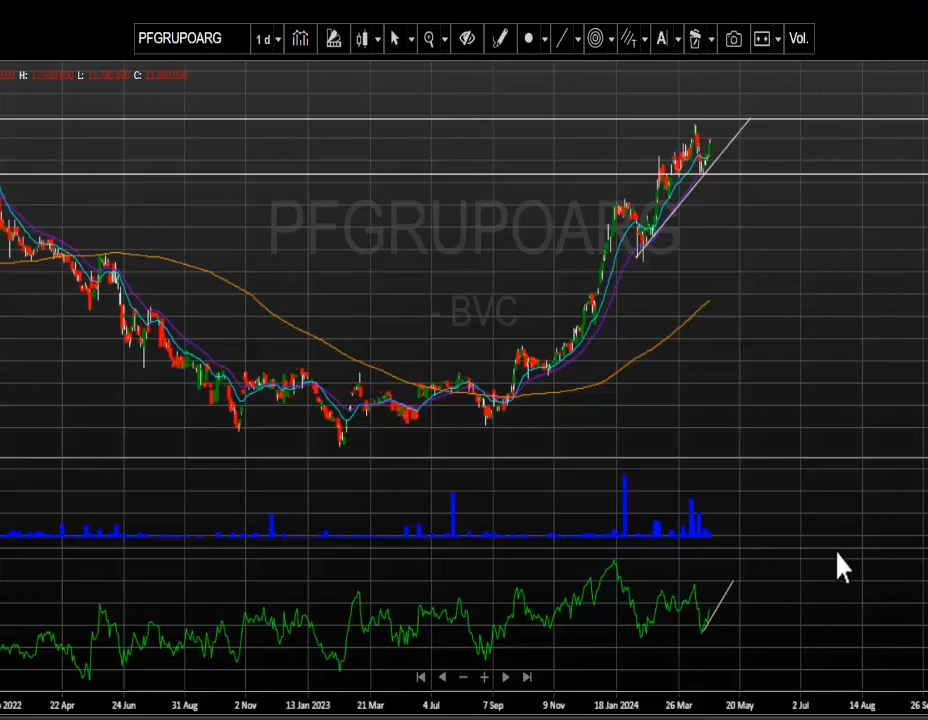 PFGRUPOARG 1 d T A Vol.
H: L: C:
PFGRUPOARG
- BVC
2022 22 Apr 24 Jun 31 Aug 2 Nov 13 Jan 2023 21 Mar 4 Jul 7 Sep 9 Nov 18 Jan 2024 26 Mar 20 May 2 Jul 14 Aug